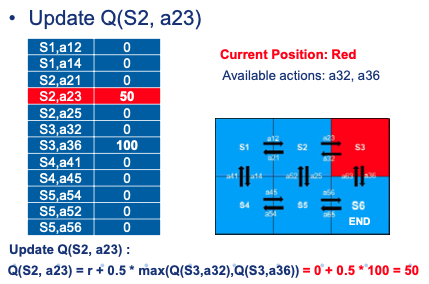 • Update Q(S2, a23)
S1,a12 0
S1,a14 0
S2,a21 0
S2,a23 50
S2,a25 0
S3,a32 0
S3,a36 100
S4,a41 0
S4,a45 0
S5,a54 0
S5,a52 0
S5,a56 0
Current Position: Red
Available actions: a32, a36
a12 a23
S1 S2 S3
a21 a32
a41 a14 a52 a25 a63 a36
a45 a56
S4 S5 S6
a54 a65
END
Update Q(S2, a23) :
Q(S2, a23) = r + 0.5 * max(Q(S3,a32),Q(S3,a36)) = 0 + 0.5 * 100 = 50